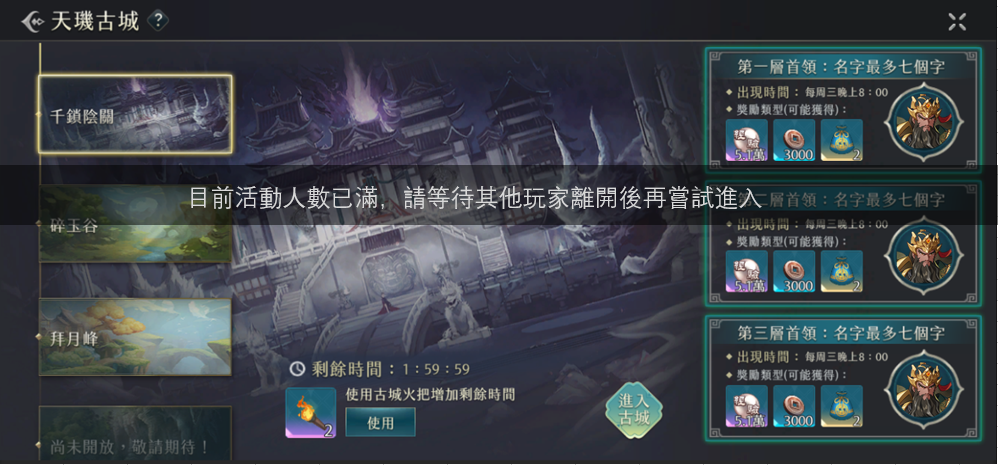 天璣古城 ?
千鎖陰關
碎玉谷
拜月峰
尚未開放，敬請期待！
目前活動人數已滿，請等待其他玩家離開後再嘗試進入
剩餘時間：1：59：59
使用古城火把增加剩餘時間
2
使用
進入
古城
第一層首領：名字最多七個字
出現時間：每周三晚上8：00
獎勵類型(可能獲得)：
經驗
5.1萬
3000
2
第二層首領：名字最多七個字
出現時間：每周三晚上8：00
獎勵類型(可能獲得)：
經驗
5.1萬
3000
2
第三層首領：名字最多七個字
出現時間：每周三晚上8：00
獎勵類型(可能獲得)：
經驗
5.1萬
3000
2